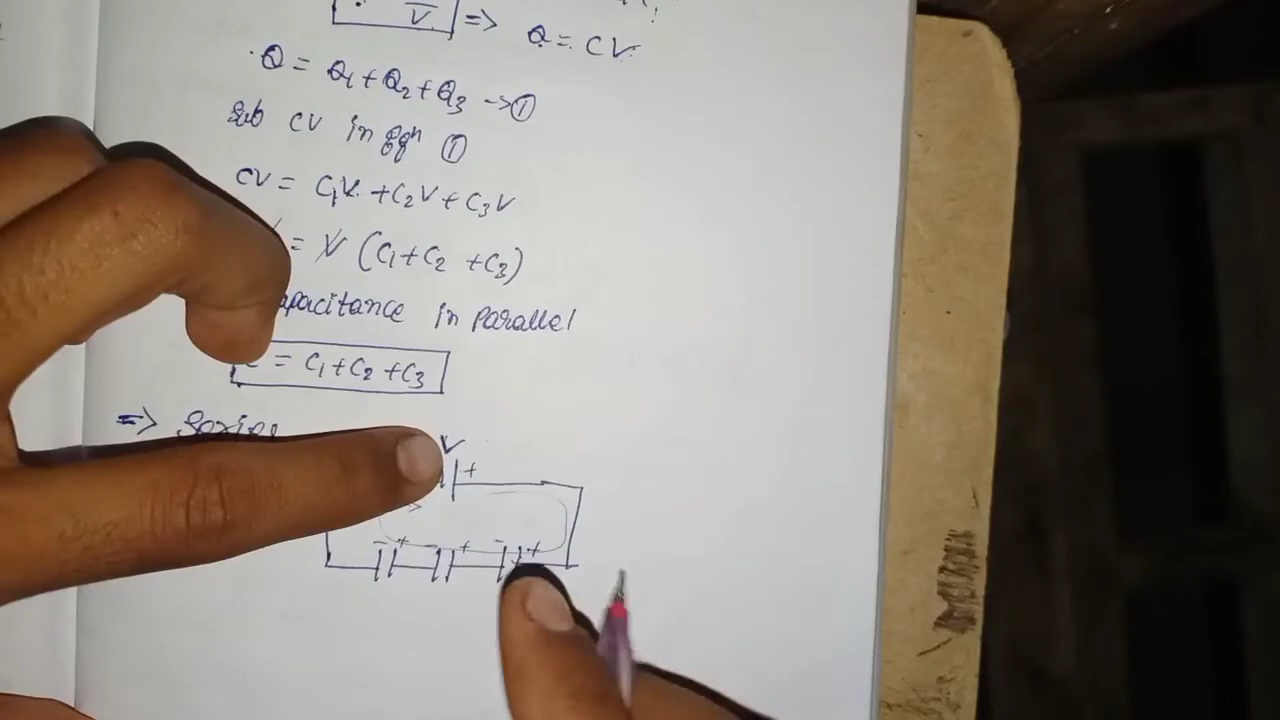 V => Q = CV
Q = Q₁ + Q₂ + Q₃ -> ①
Sub CV in Eqn ①
CV = C₁V + C₂V + C₃V
= V (C₁ + C₂ + C₃)
apacitance in parallel
C = C₁ + C₂ + C₃
=> Series
V
+
- + - + - +